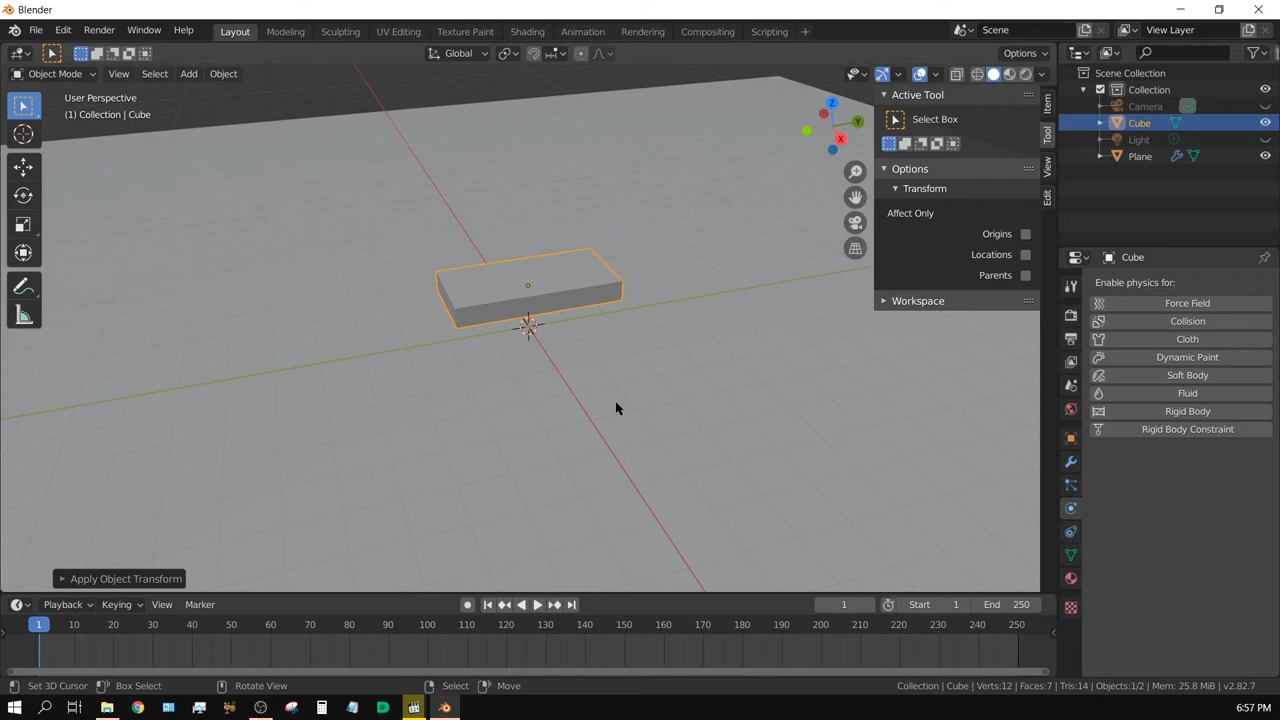 Blender
File Edit Render Window Help Layout Modeling Sculpting UV Editing Texture Paint Shading Animation Rendering Compositing Scripting + Scene View Layer
Global Options
Object Mode View Select Add Object
User Perspective
(1) Collection | Cube
Z
Y
X
Active Tool
Select Box
Options
Transform
Affect Only
Origins
Locations
Parents
Workspace
Item
Tool
View
Edit
Scene Collection
Collection
Camera
Cube
Light
Plane
Cube
Enable physics for:
Force Field
Collision
Cloth
Dynamic Paint
Soft Body
Fluid
Rigid Body
Rigid Body Constraint
Apply Object Transform
Playback Keying View Marker 1 Start 1 End 250
1 10 20 30 40 50 60 70 80 90 100 110 120 130 140 150 160 170 180 190 200 210 220 230 240 250
Set 3D Cursor Box Select Rotate View Select Move Collection | Cube | Verts:12 | Faces:7 | Tris:14 | Objects:1/2 | Mem: 25.8 MiB | v2.82.7
6:57 PM